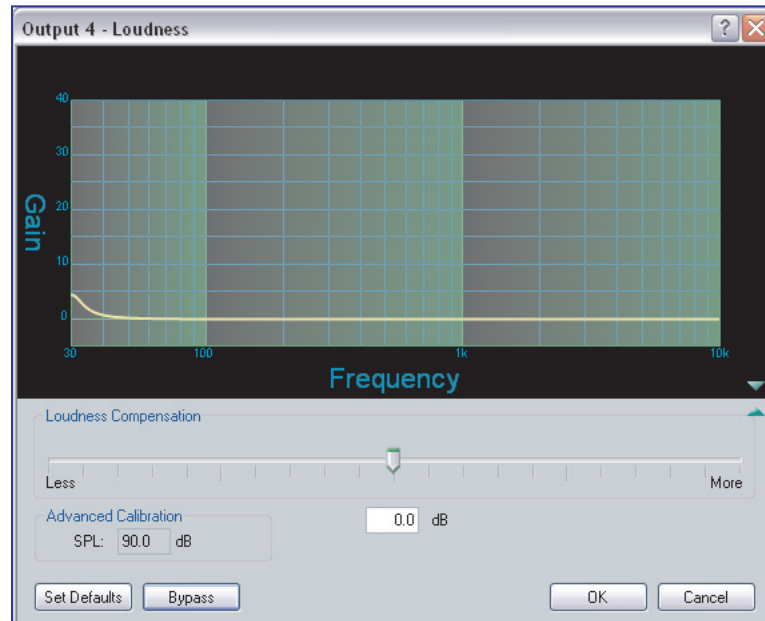 Output 4 - Loudness
?
X
40
30
20
10
0
Gain
30
100
1k
10k
Frequency
Loudness Compensation
Less
More
Advanced Calibration
SPL: 90.0 dB
0.0 dB
Set Defaults
Bypass
OK
Cancel